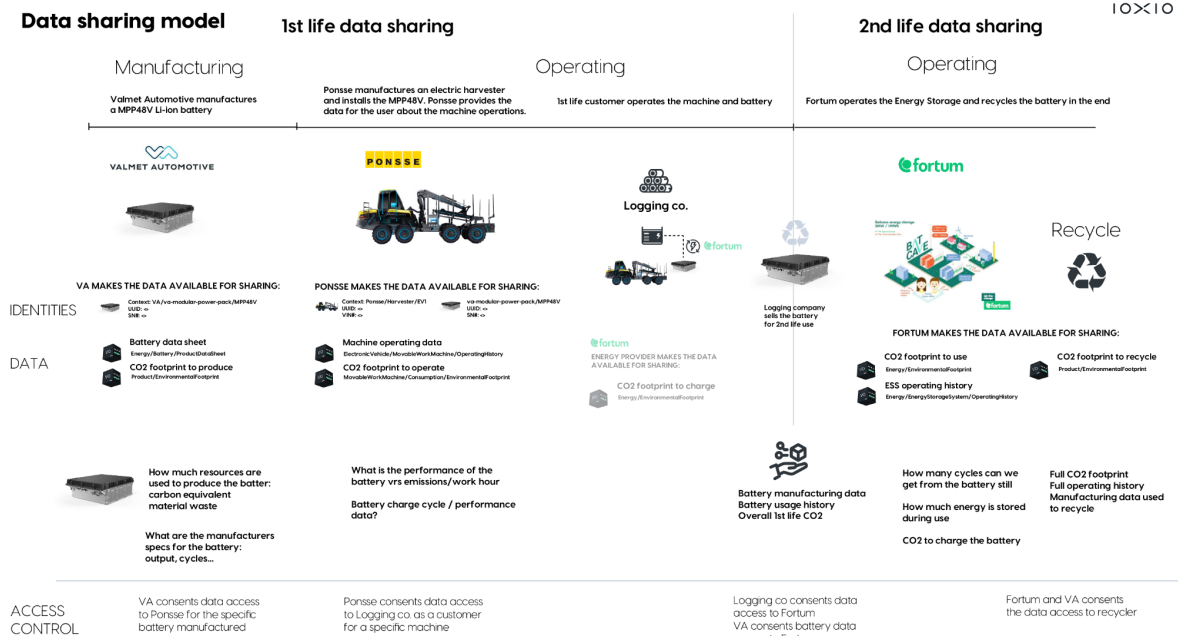 Data sharing model
1st life data sharing
2nd life data sharing
IOXIO
Manufacturing
Operating
Operating
Valmet Automotive manufactures
a MPP48V Li-ion battery
Ponsse manufactures an electric harvester
and installs the MPP48V. Ponsse provides the
data for the user about the machine operations.
1st life customer operates the machine and battery
Fortum operates the Energy Storage and recycles the battery in the end
VALMET AUTOMOTIVE
PONSSE
Logging co.
fortum
fortum
BATCAVE
fortum
Recycle
Logging company
sells the battery
for 2nd life use
IDENTITIES
VA MAKES THE DATA AVAILABLE FOR SHARING:
Context: VA/va-modular-power-pack/MPP48V
UUID: <>
SN#: <>
PONSSE MAKES THE DATA AVAILABLE FOR SHARING:
Context: Ponsse/Harvester/EV1
UUID: <>
VIN#: <>
va-modular-power-pack/MPP48V
UUID: <>
SN#: <>
DATA
Battery data sheet
Energy/Battery/ProductDataSheet
CO2 footprint to produce
Product/EnvironmentalFootprint
Machine operating data
ElectronicVehicle/MovableWorkMachine/OperatingHistory
CO2 footprint to operate
MovableWorkMachine/Consumption/EnvironmentalFootprint
fortum
ENERGY PROVIDER MAKES THE DATA
AVAILABLE FOR SHARING:
CO2 footprint to charge
Energy/EnvironmentalFootprint
FORTUM MAKES THE DATA AVAILABLE FOR SHARING:
CO2 footprint to use
Energy/EnvironmentalFootprint
ESS operating history
Energy/EnergyStorageSystem/OperatingHistory
CO2 footprint to recycle
Product/EnvironmentalFootprint
How much resources are
used to produce the batter:
carbon equivalent
material waste
What are the manufacturers
specs for the battery:
output, cycles...
What is the performance of the
battery vrs emissions/work hour
Battery charge cycle / performance
data?
Battery manufacturing data
Battery usage history
Overall 1st life CO2
How many cycles can we
get from the battery still
How much energy is stored
during use
CO2 to charge the battery
Full CO2 footprint
Full operating history
Manufacturing data used
to recycle
ACCESS
CONTROL
VA consents data access
to Ponsse for the specific
battery manufactured
Ponsse consents data access
to Logging co. as a customer
for a specific machine
Logging co consents data
access to Fortum
VA consents battery data
Fortum and VA consents
the data access to recycler